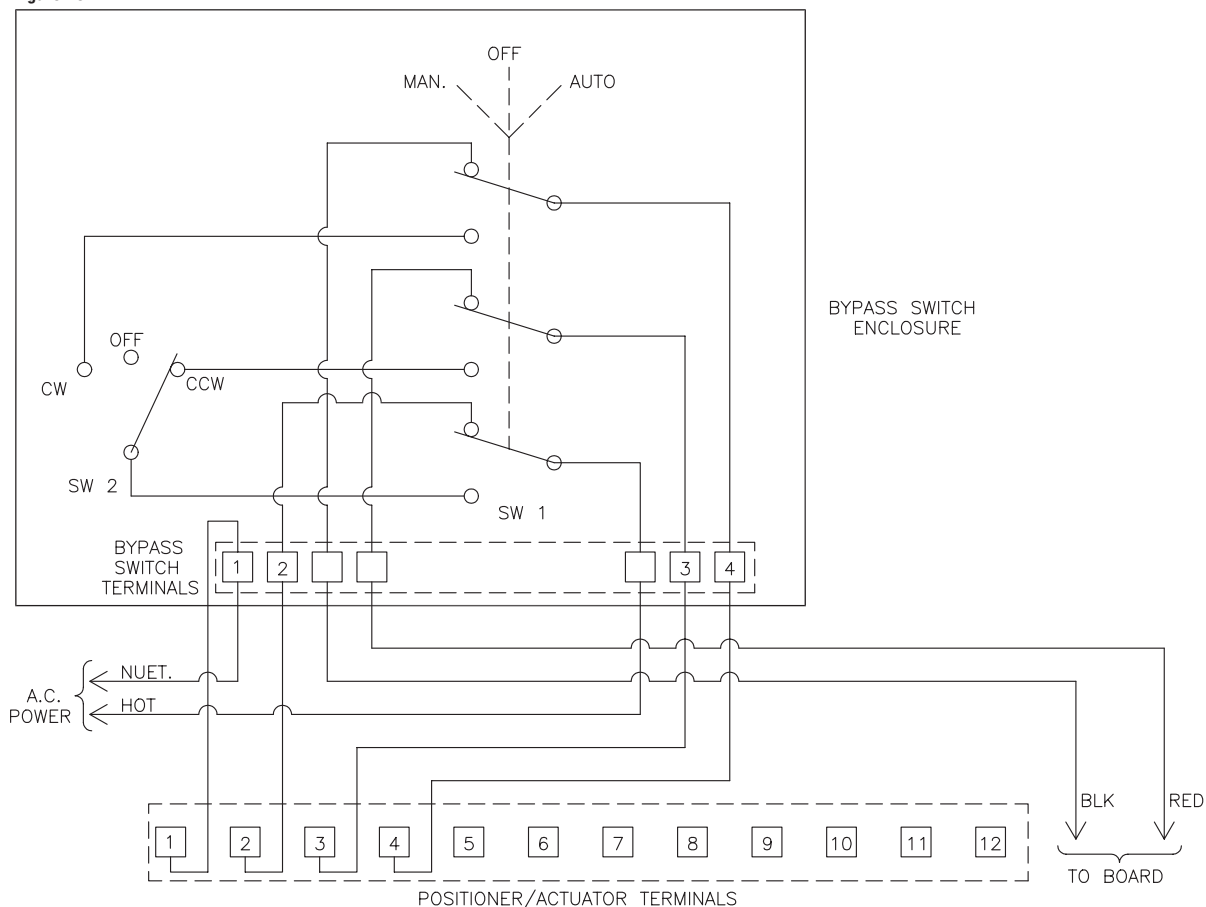 OFF
MAN.
AUTO
BYPASS SWITCH
ENCLOSURE
OFF
CW
CCW
SW 2
SW 1
BYPASS
SWITCH
TERMINALS
1 2 3 4
NUET.
A.C.
POWER
HOT
BLK RED
1 2 3 4 5 6 7 8 9 10 11 12
TO BOARD
POSITIONER/ACTUATOR TERMINALS